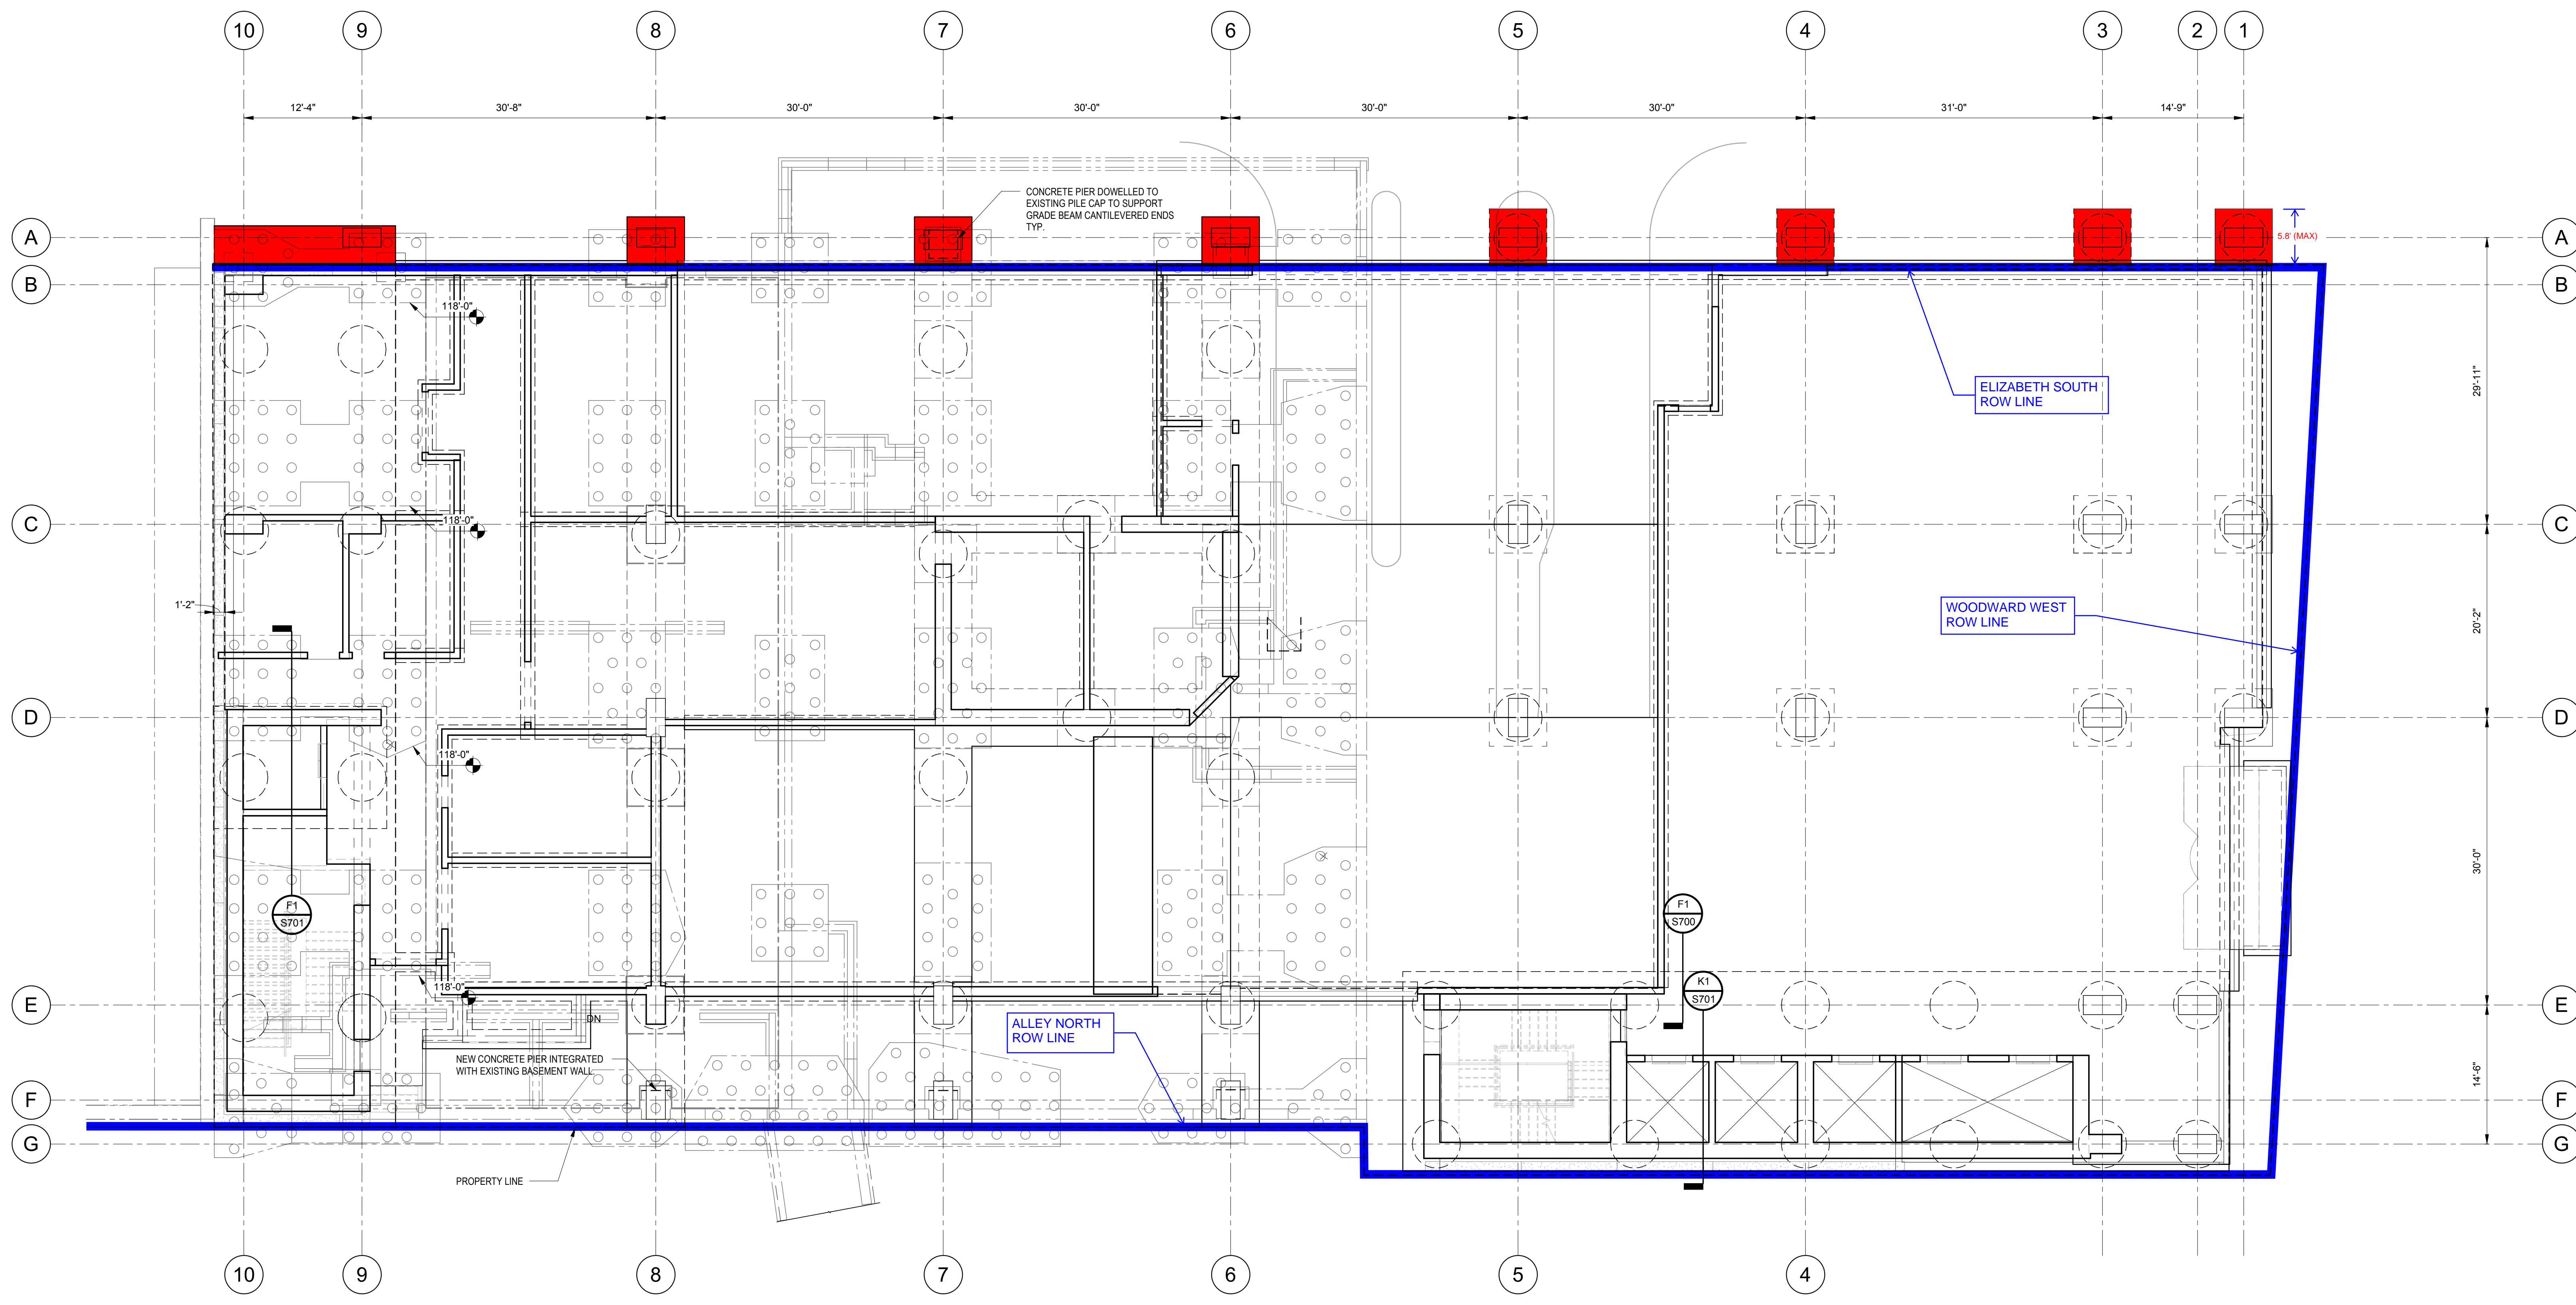 10 9 8 7 6 5 4 3 2 1
12'-4" 30'-8" 30'-0" 30'-0" 30'-0" 30'-0" 31'-0" 14'-9"
CONCRETE PIER DOWELLED TO
EXISTING PILE CAP TO SUPPORT
GRADE BEAM CANTILEVERED ENDS
TYP.
A
A
5.8' (MAX)
B
B
118'-0"
ELIZABETH SOUTH
ROW LINE
29'-11"
C
118'-0"
C
1'-2"
WOODWARD WEST
ROW LINE
20'-2"
D
D
118'-0"
30'-0"
F1
S701
F1
S700
118'-0"
K1
S701
E
E
DN
ALLEY NORTH
ROW LINE
NEW CONCRETE PIER INTEGRATED
WITH EXISTING BASEMENT WALL
14'-6"
F
F
G
G
PROPERTY LINE
10 9 8 7 6 5 4